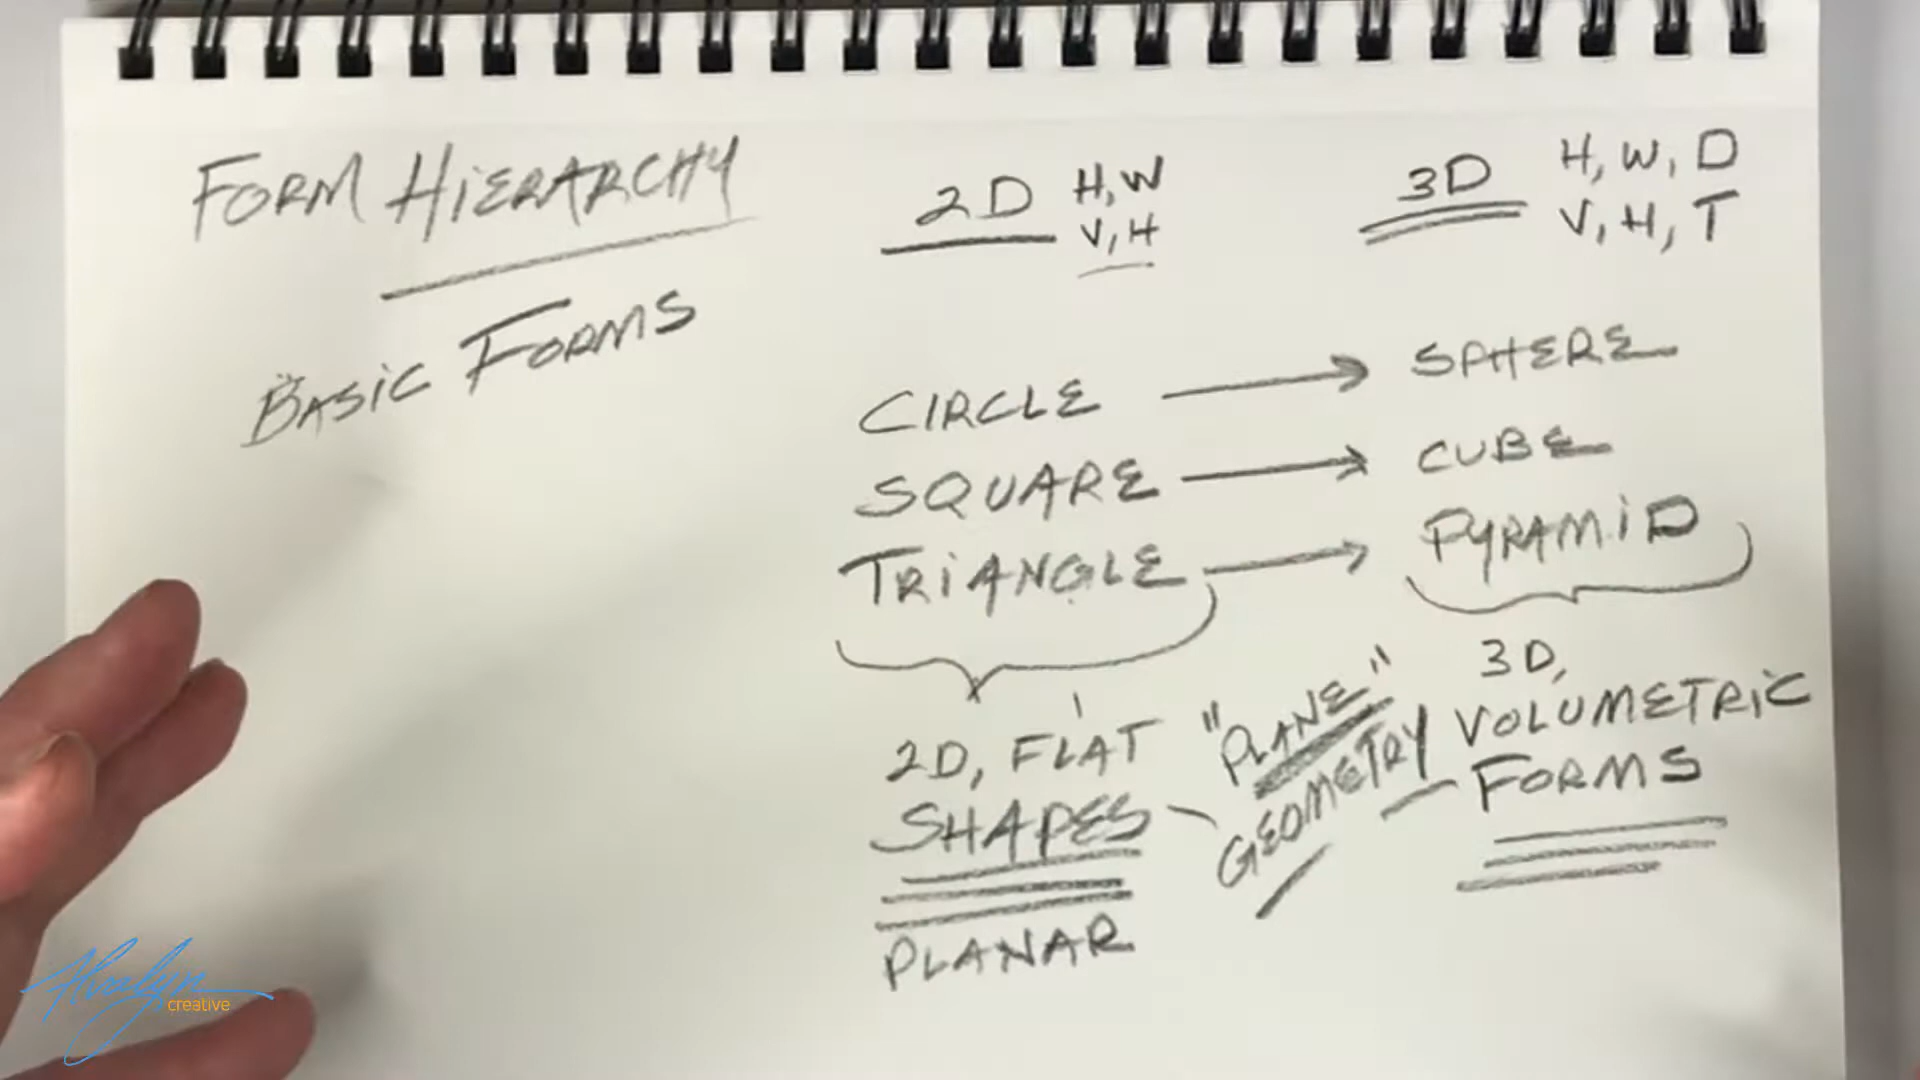 FORM HIERARCHY
BASIC FORMS
2D H, W
V, H
3D H, W, D
V, H, T
CIRCLE → SPHERE
SQUARE → CUBE
TRIANGLE → PYRAMID
2D, FLAT
SHAPES
PLANAR
"PLANE"
GEOMETRY
3D,
VOLUMETRIC
FORMS
creative